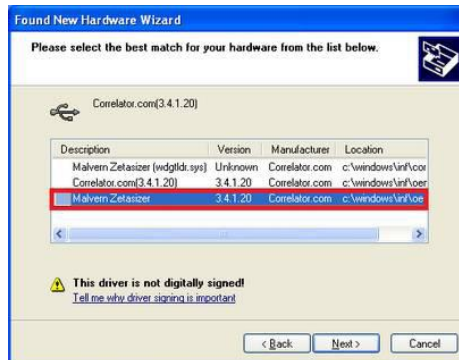 Found New Hardware Wizard
Please select the best match for your hardware from the list below.
Correlator.com(3.4.1.20)
Description Version Manufacturer Location
Malvern Zetasizer (wdgtldr.sys) Unknown Correlator.com c:\windows\inf\cor
Correlator.com(3.4.1.20) 3.4.1.20 Correlator.com c:\windows\inf\oer
Malvern Zetasizer 3.4.1.20 Correlator.com c:\windows\inf\oe
This driver is not digitally signed!
Tell me why driver signing is important
< Back Next > Cancel